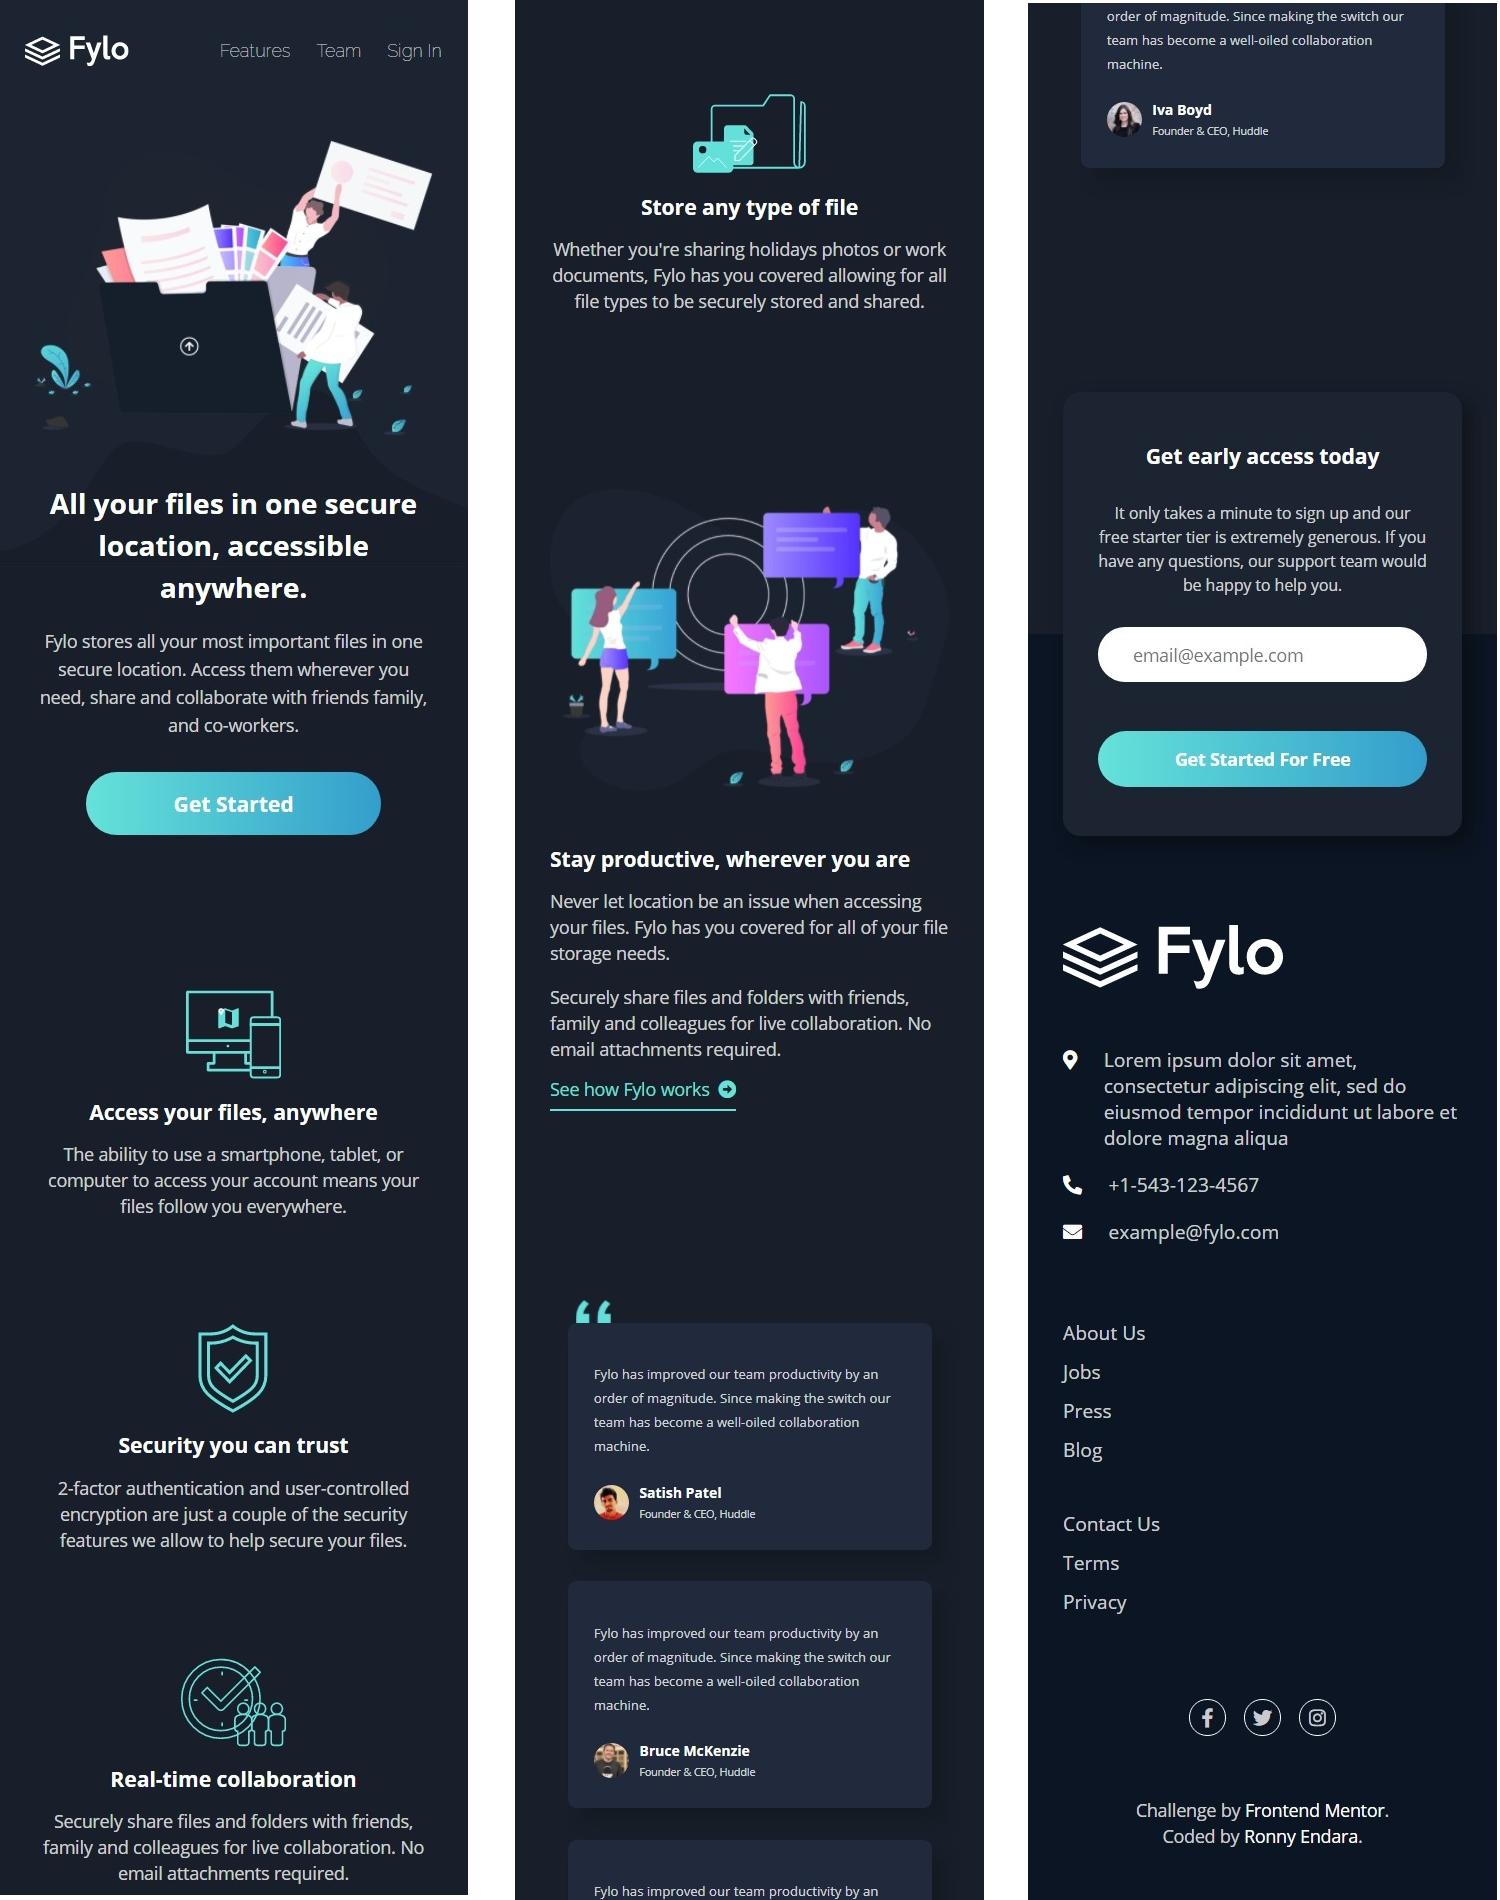 Fylo
Features Team Sign In
All your files in one secure
location, accessible
anywhere.
Fylo stores all your most important files in one
secure location. Access them wherever you
need, share and collaborate with friends family,
and co-workers.
Get Started
Access your files, anywhere
The ability to use a smartphone, tablet, or
computer to access your account means your
files follow you everywhere.
Security you can trust
2-factor authentication and user-controlled
encryption are just a couple of the security
features we allow to help secure your files.
Real-time collaboration
Securely share files and folders with friends,
family and colleagues for live collaboration. No
email attachments required.
Store any type of file
Whether you're sharing holidays photos or work
documents, Fylo has you covered allowing for all
file types to be securely stored and shared.
Stay productive, wherever you are
Never let location be an issue when accessing
your files. Fylo has you covered for all of your file
storage needs.
Securely share files and folders with friends,
family and colleagues for live collaboration. No
email attachments required.
See how Fylo works
“
Fylo has improved our team productivity by an
order of magnitude. Since making the switch our
team has become a well-oiled collaboration
machine.
Satish Patel
Founder & CEO, Huddle
Fylo has improved our team productivity by an
order of magnitude. Since making the switch our
team has become a well-oiled collaboration
machine.
Bruce McKenzie
Founder & CEO, Huddle
Fylo has improved our team productivity by an
order of magnitude. Since making the switch our
team has become a well-oiled collaboration
machine.
Iva Boyd
Founder & CEO, Huddle
Get early access today
It only takes a minute to sign up and our
free starter tier is extremely generous. If you
have any questions, our support team would
be happy to help you.
email@example.com
Get Started For Free
Fylo
Lorem ipsum dolor sit amet,
consectetur adipiscing elit, sed do
eiusmod tempor incididunt ut labore et
dolore magna aliqua
+1-543-123-4567
example@fylo.com
About Us
Jobs
Press
Blog
Contact Us
Terms
Privacy
Challenge by Frontend Mentor.
Coded by Ronny Endara.